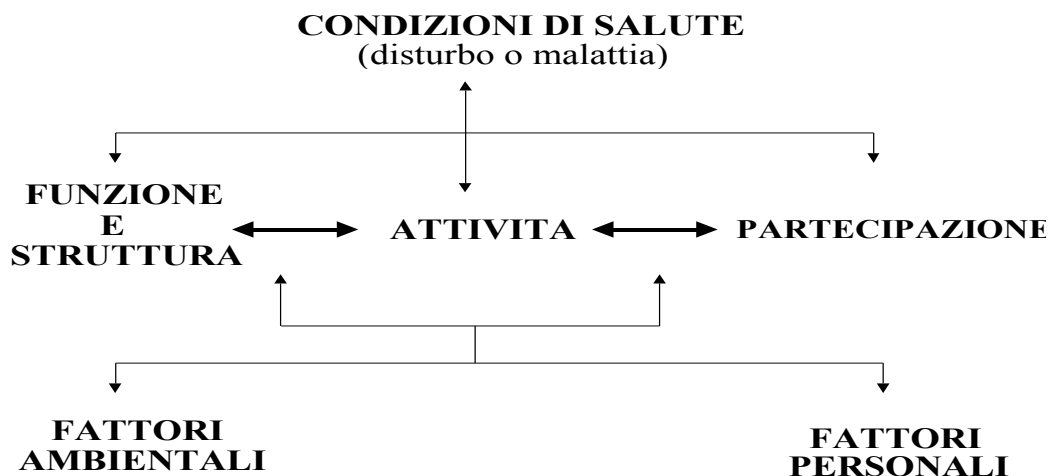 CONDIZIONI DI SALUTE
(disturbo o malattia)
FUNZIONE
E
STRUTTURA
ATTIVITA
PARTECIPAZIONE
FATTORI
AMBIENTALI
FATTORI
PERSONALI